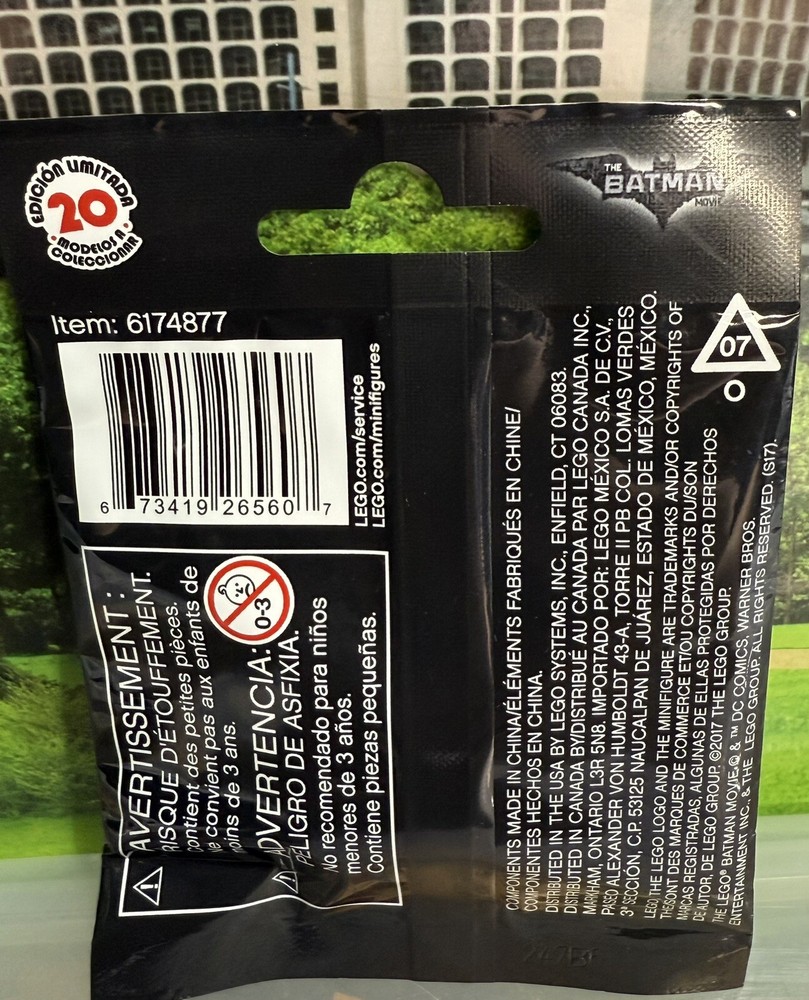 EDICIÓN LIMITADA
20
MODELOS A
COLECCIONAR
THE
BATMAN
MOVIE
Item: 6174877
6 73419 26560 7
LEGO.com/service
LEGO.com/minifigures
07
AVERTISSEMENT :
RISQUE D'ÉTOUFFEMENT.
Contient des petites pièces.
Ne convient pas aux enfants de
moins de 3 ans.
0-3
ADVERTENCIA:
PELIGRO DE ASFIXIA.
No recomendado para niños
menores de 3 años.
Contiene piezas pequeñas.
COMPONENTS MADE IN CHINA/ÉLÉMENTS FABRIQUÉS EN CHINE/
COMPONENTES HECHOS EN CHINA.
DISTRIBUTED IN THE USA BY LEGO SYSTEMS, INC., ENFIELD, CT 06083.
DISTRIBUTED IN CANADA BY/DISTRIBUÉ AU CANADA PAR LEGO CANADA INC.,
MARKHAM, ONTARIO L3R 5N8. IMPORTADO POR: LEGO MÉXICO S.A. DE C.V.,
PASEO ALEXANDER VON HUMBOLDT 43-A, TORRE II PB COL. LOMAS VERDES
3ª SECCIÓN, C.P. 53125 NAUCALPAN DE JUÁREZ, ESTADO DE MÉXICO, MÉXICO.
LEGO, THE LEGO LOGO AND THE MINIFIGURE ARE TRADEMARKS AND/OR COPYRIGHTS OF
THE/SONT DES MARQUES DE COMMERCE ET/OU COPYRIGHTS DU/SON
MARCAS REGISTRADAS, ALGUNAS DE ELLAS PROTEGIDAS POR DERECHOS
DE AUTOR, DE LEGO GROUP. ©2017 THE LEGO GROUP.
THE LEGO® BATMAN MOVIE © & ™ DC COMICS, WARNER BROS.
ENTERTAINMENT INC., & THE LEGO GROUP. ALL RIGHTS RESERVED. (S17).